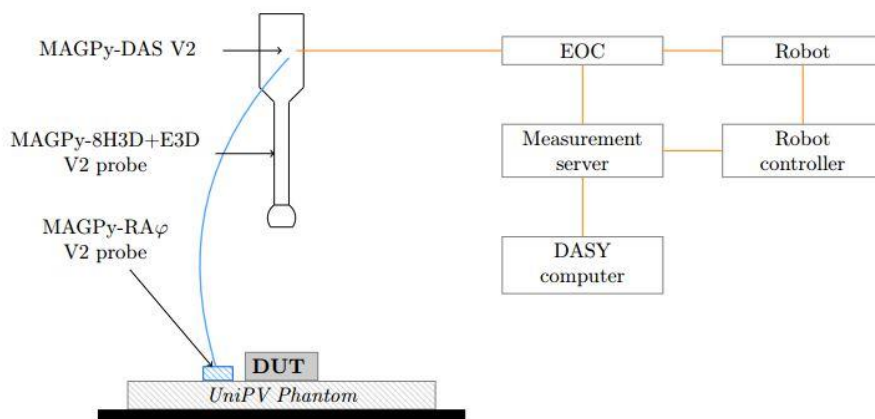 MAGPy-DAS V2
EOC
Robot
MAGPy-8H3D+E3D
V2 probe
Measurement
server
Robot
controller
MAGPy-RAφ
V2 probe
DASY
computer
DUT
UniPV Phantom